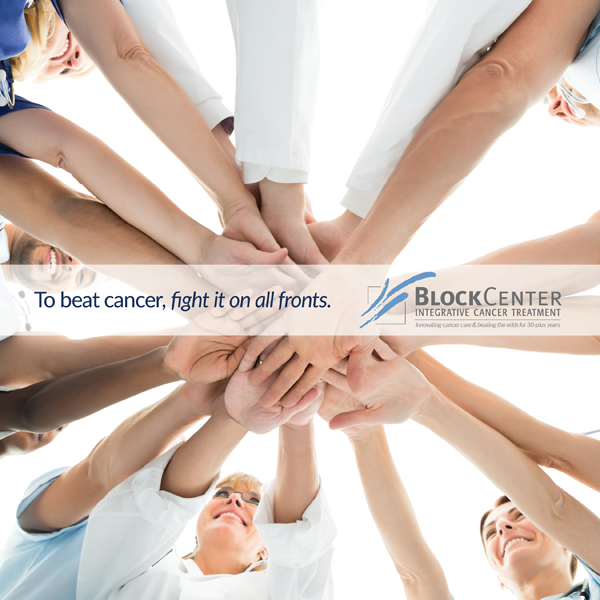 To beat cancer, fight it on all fronts.
BLOCKCENTER
INTEGRATIVE CANCER TREATMENT
Innovating cancer care & beating the odds for 30-plus years